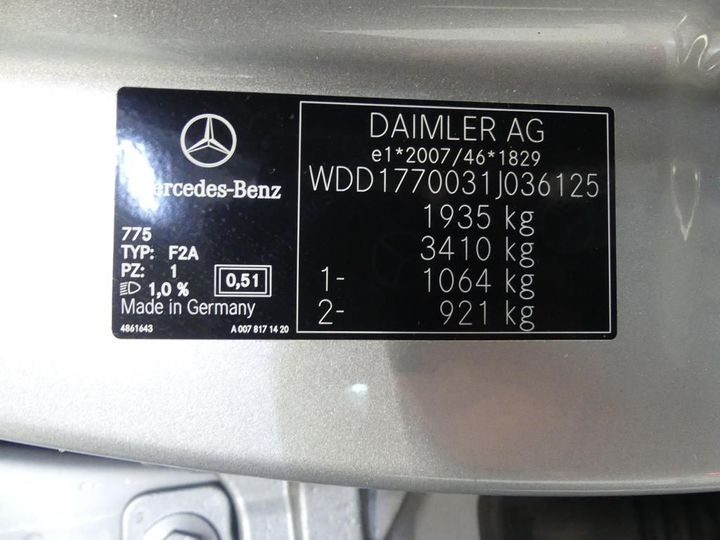 Mercedes-Benz
775
TYP: F2A
PZ: 1
1,0 %
0,51
Made in Germany
4861643
A 007 817 14 20
DAIMLER AG
e1*2007/46*1829
WDD1770031J036125
1935 kg
3410 kg
1- 1064 kg
2- 921 kg